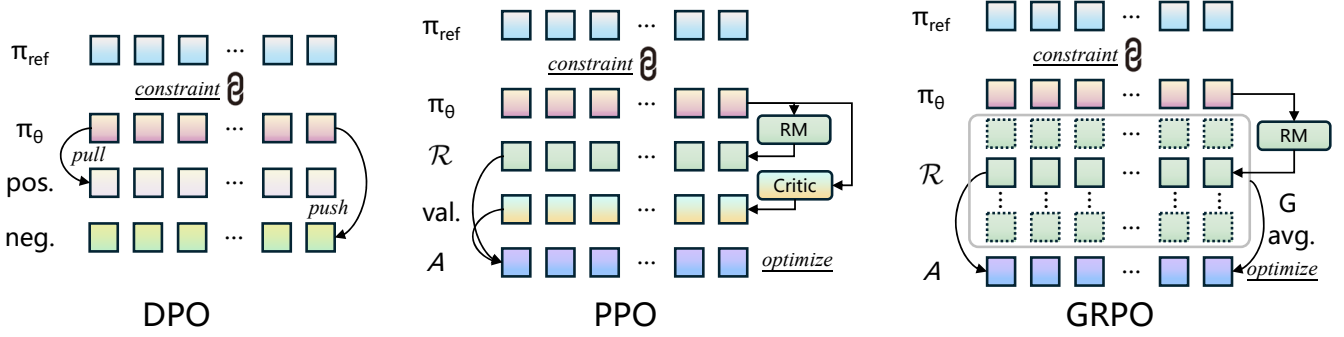 π_ref ...
constraint
π_θ ...
pull
pos. ...
push
neg. ...
DPO
π_ref ...
constraint
π_θ ...
RM
ℛ ...
Critic
val. ...
A ... optimize
PPO
π_ref ...
constraint
π_θ ...
...
RM
ℛ ...
G
avg.
...
A ... optimize
GRPO